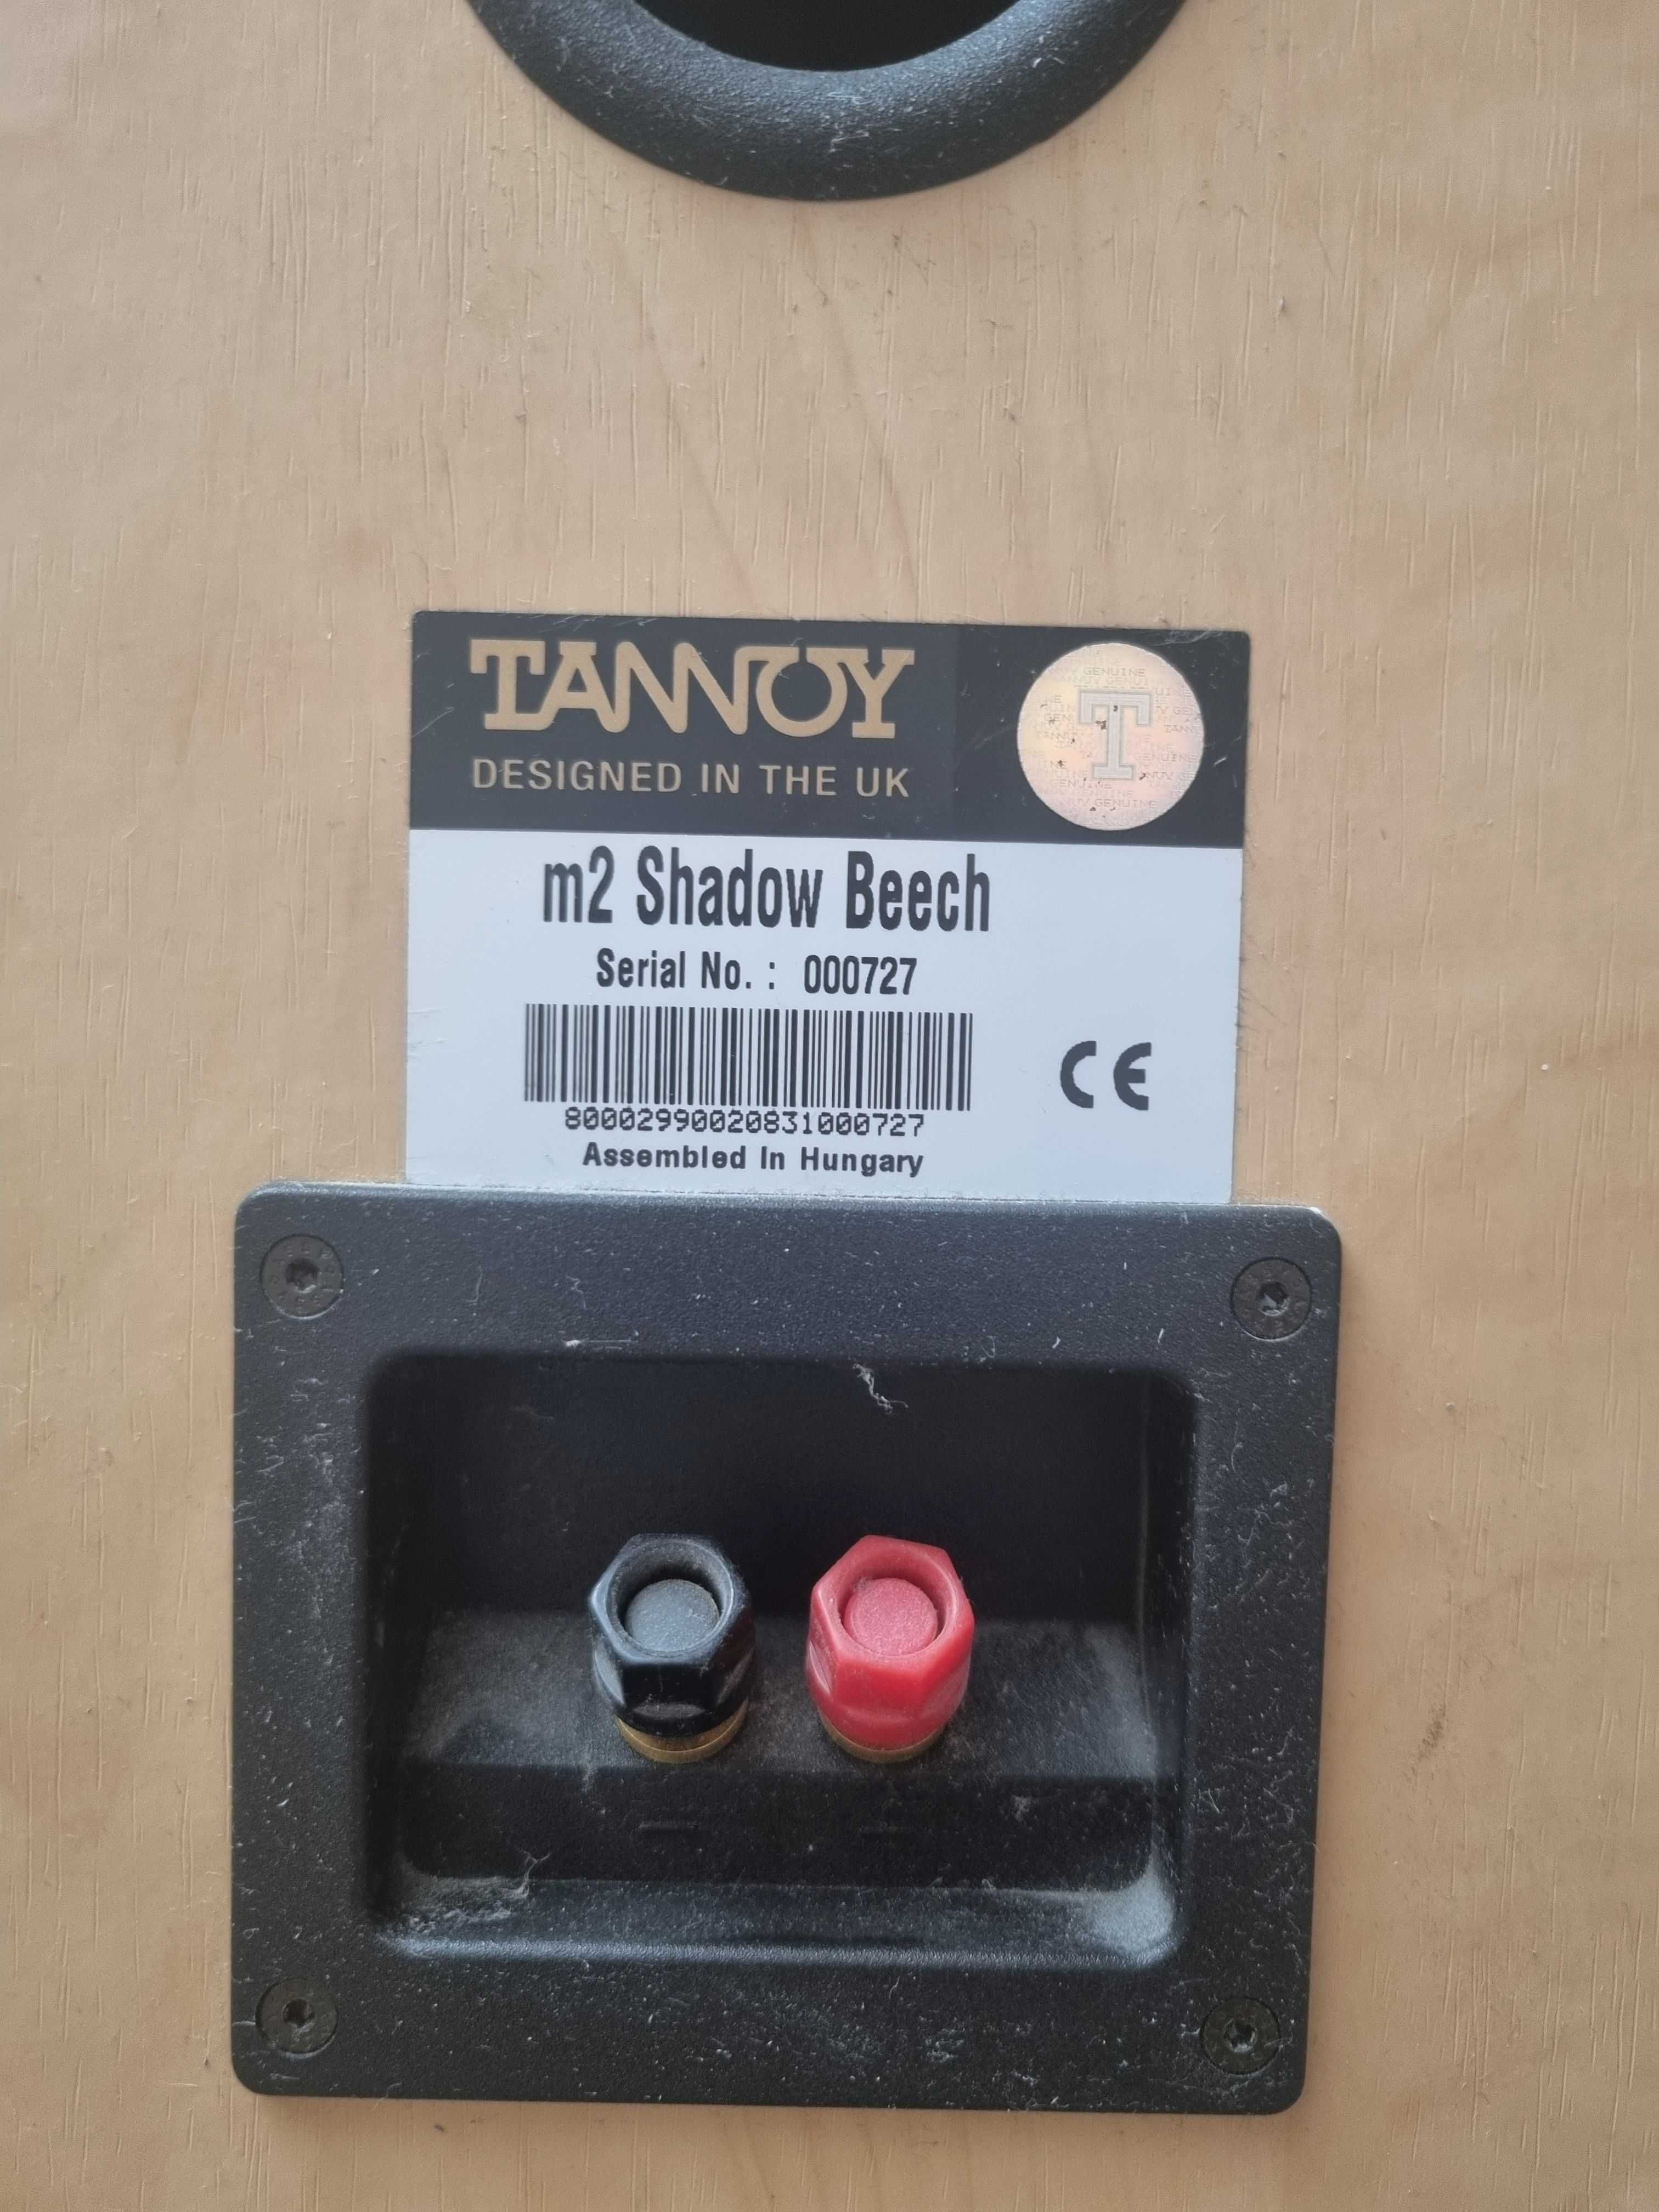 TANNOY
DESIGNED IN THE UK
T
m2 Shadow Beech
Serial No. : 000727
80002990020831000727
CE
Assembled In Hungary